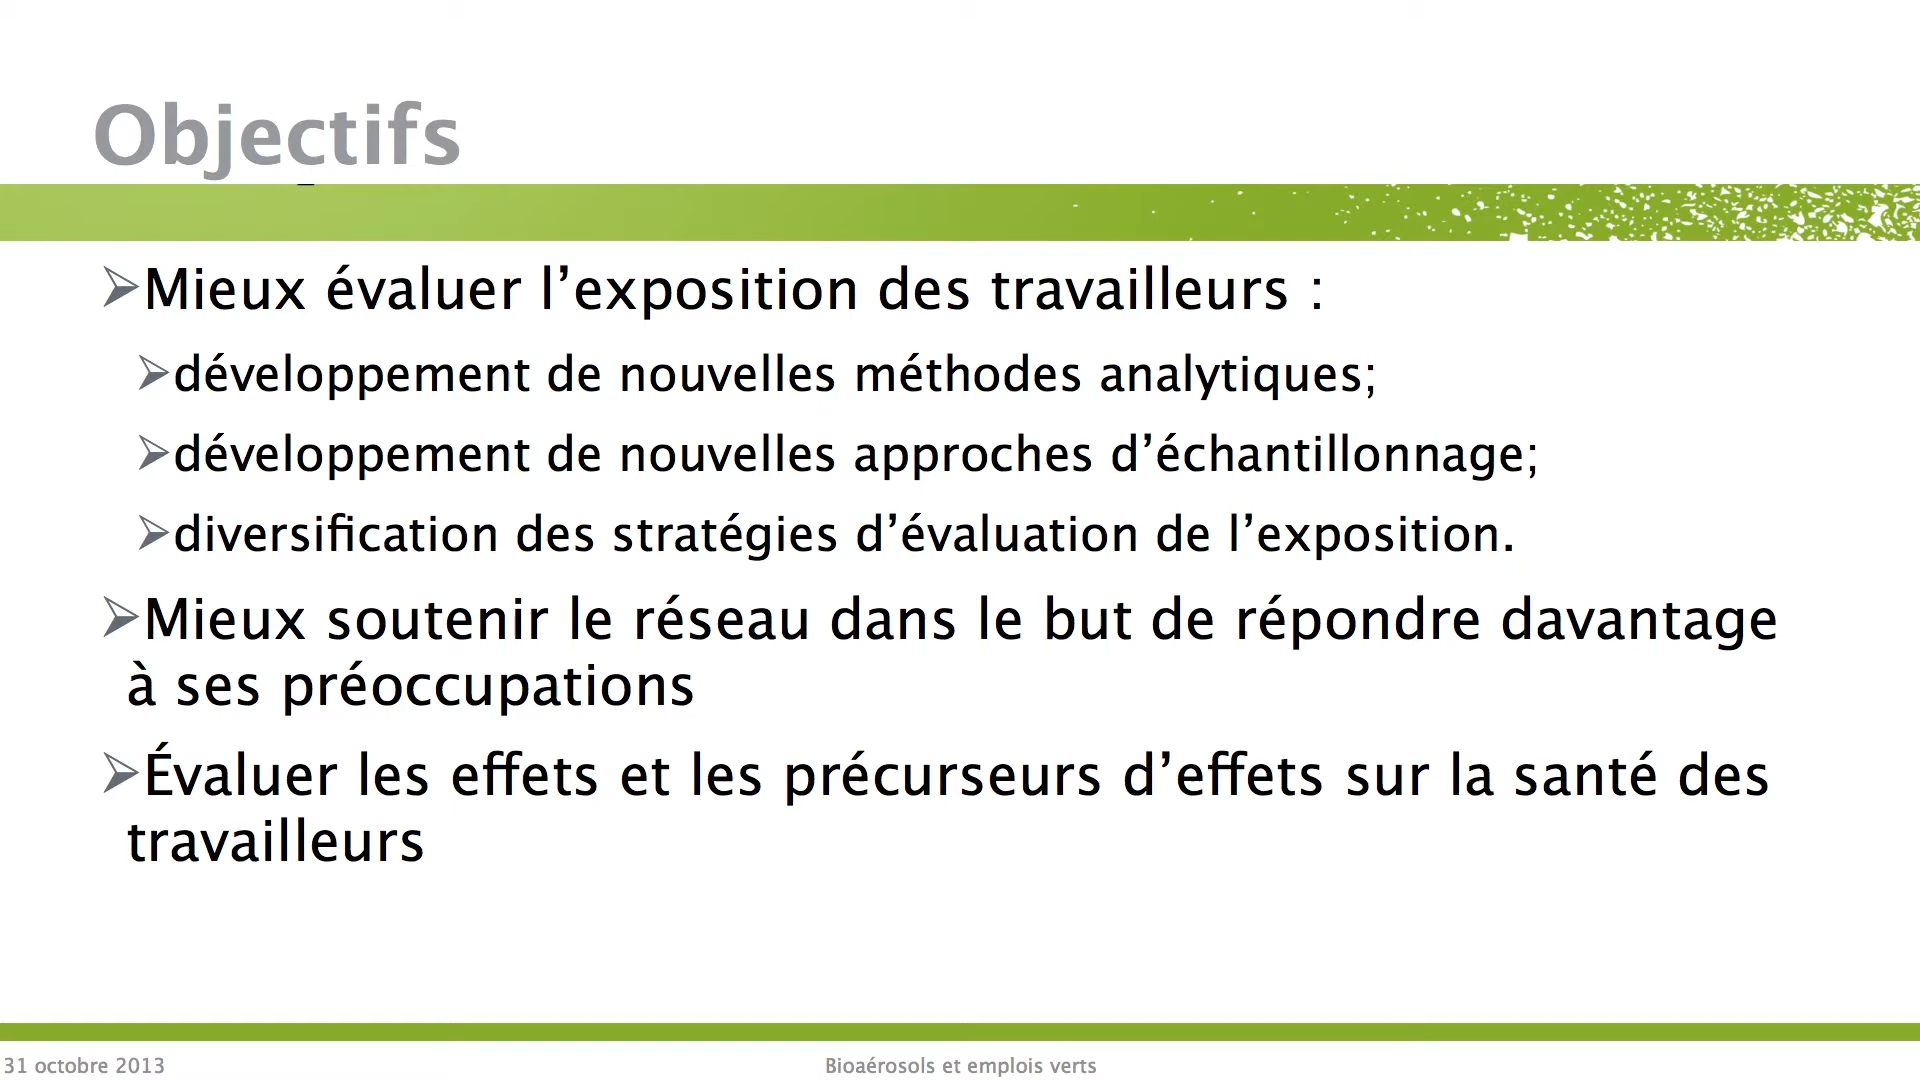 Objectifs
➢Mieux évaluer l’exposition des travailleurs :
➢développement de nouvelles méthodes analytiques;
➢développement de nouvelles approches d’échantillonnage;
➢diversification des stratégies d’évaluation de l’exposition.
➢Mieux soutenir le réseau dans le but de répondre davantage
à ses préoccupations
➢Évaluer les effets et les précurseurs d’effets sur la santé des
travailleurs
31 octobre 2013
Bioaérosols et emplois verts